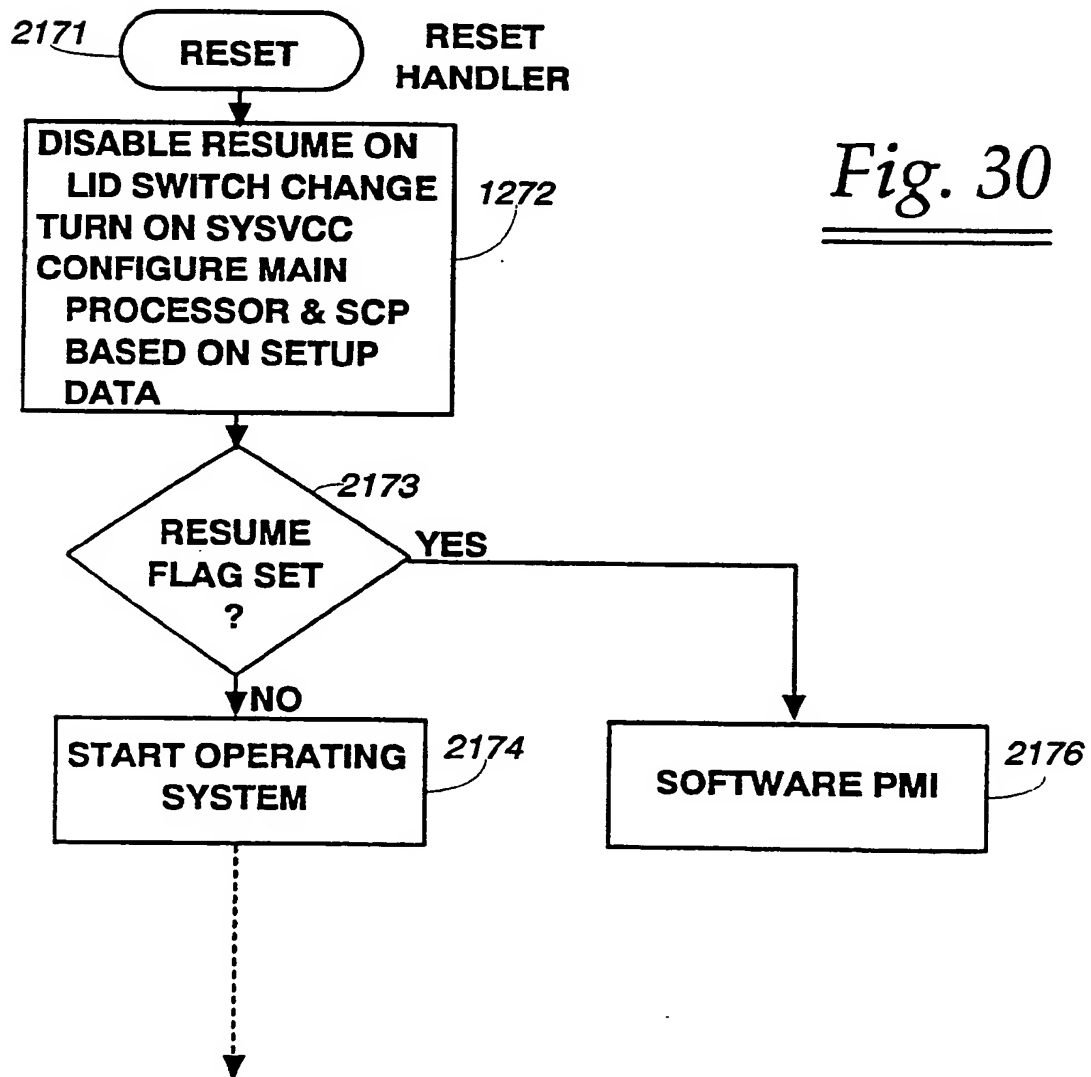 2171
RESET
RESET
HANDLER
DISABLE RESUME ON
LID SWITCH CHANGE
TURN ON SYSVCC
CONFIGURE MAIN
PROCESSOR & SCP
BASED ON SETUP
DATA
1272
Fig. 30
2173
RESUME
FLAG SET
?
YES
NO
START OPERATING
SYSTEM
2174
SOFTWARE PMI
2176